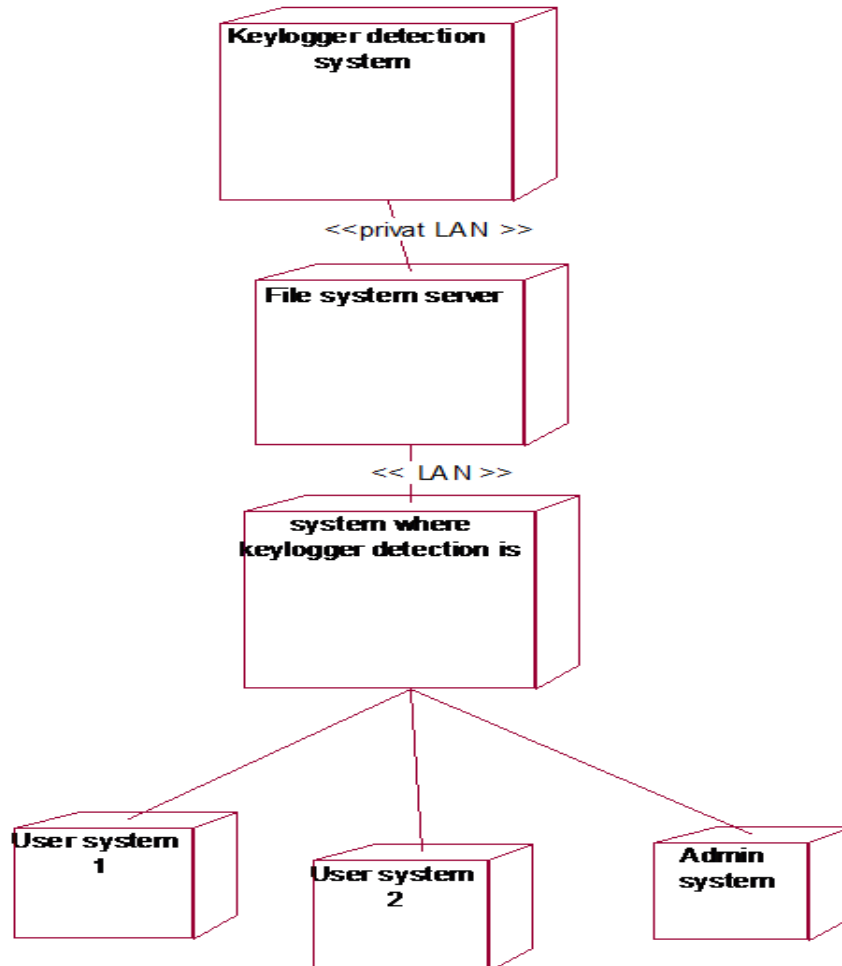 Keylogger detection
system
<<privat LAN >>
File system server
<< LAN >>
system where
keylogger detection is
User system
1
User system
2
Admin
system